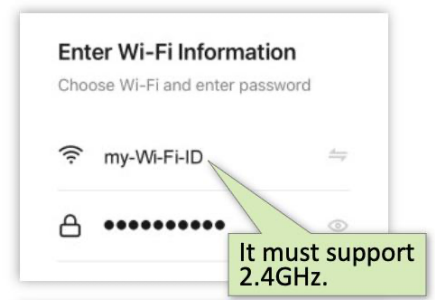 Enter Wi-Fi Information
Choose Wi-Fi and enter password
my-Wi-Fi-ID
••••••••••
It must support
2.4GHz.